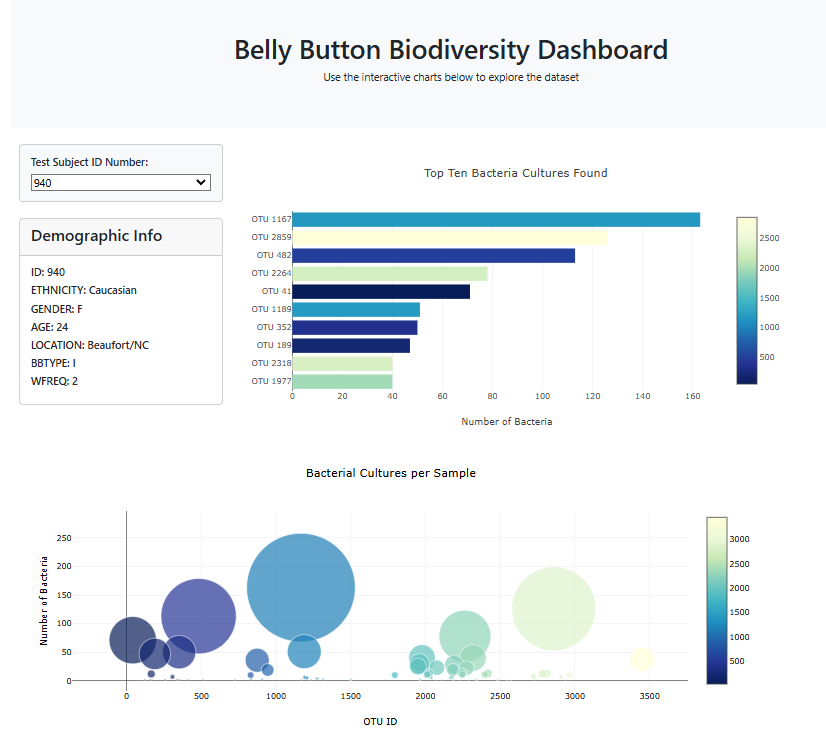 Belly Button Biodiversity Dashboard
Use the interactive charts below to explore the dataset
Test Subject ID Number:
940
Demographic Info
ID: 940
ETHNICITY: Caucasian
GENDER: F
AGE: 24
LOCATION: Beaufort/NC
BBTYPE: I
WFREQ: 2
Top Ten Bacteria Cultures Found
OTU 1167
OTU 2859
OTU 482
OTU 2264
OTU 41
OTU 1189
OTU 352
OTU 189
OTU 2318
OTU 1977
0 20 40 60 80 100 120 140 160
Number of Bacteria
2500
2000
1500
1000
500
Bacterial Cultures per Sample
Number of Bacteria
250
200
150
100
50
0
0 500 1000 1500 2000 2500 3000 3500
OTU ID
3000
2500
2000
1500
1000
500